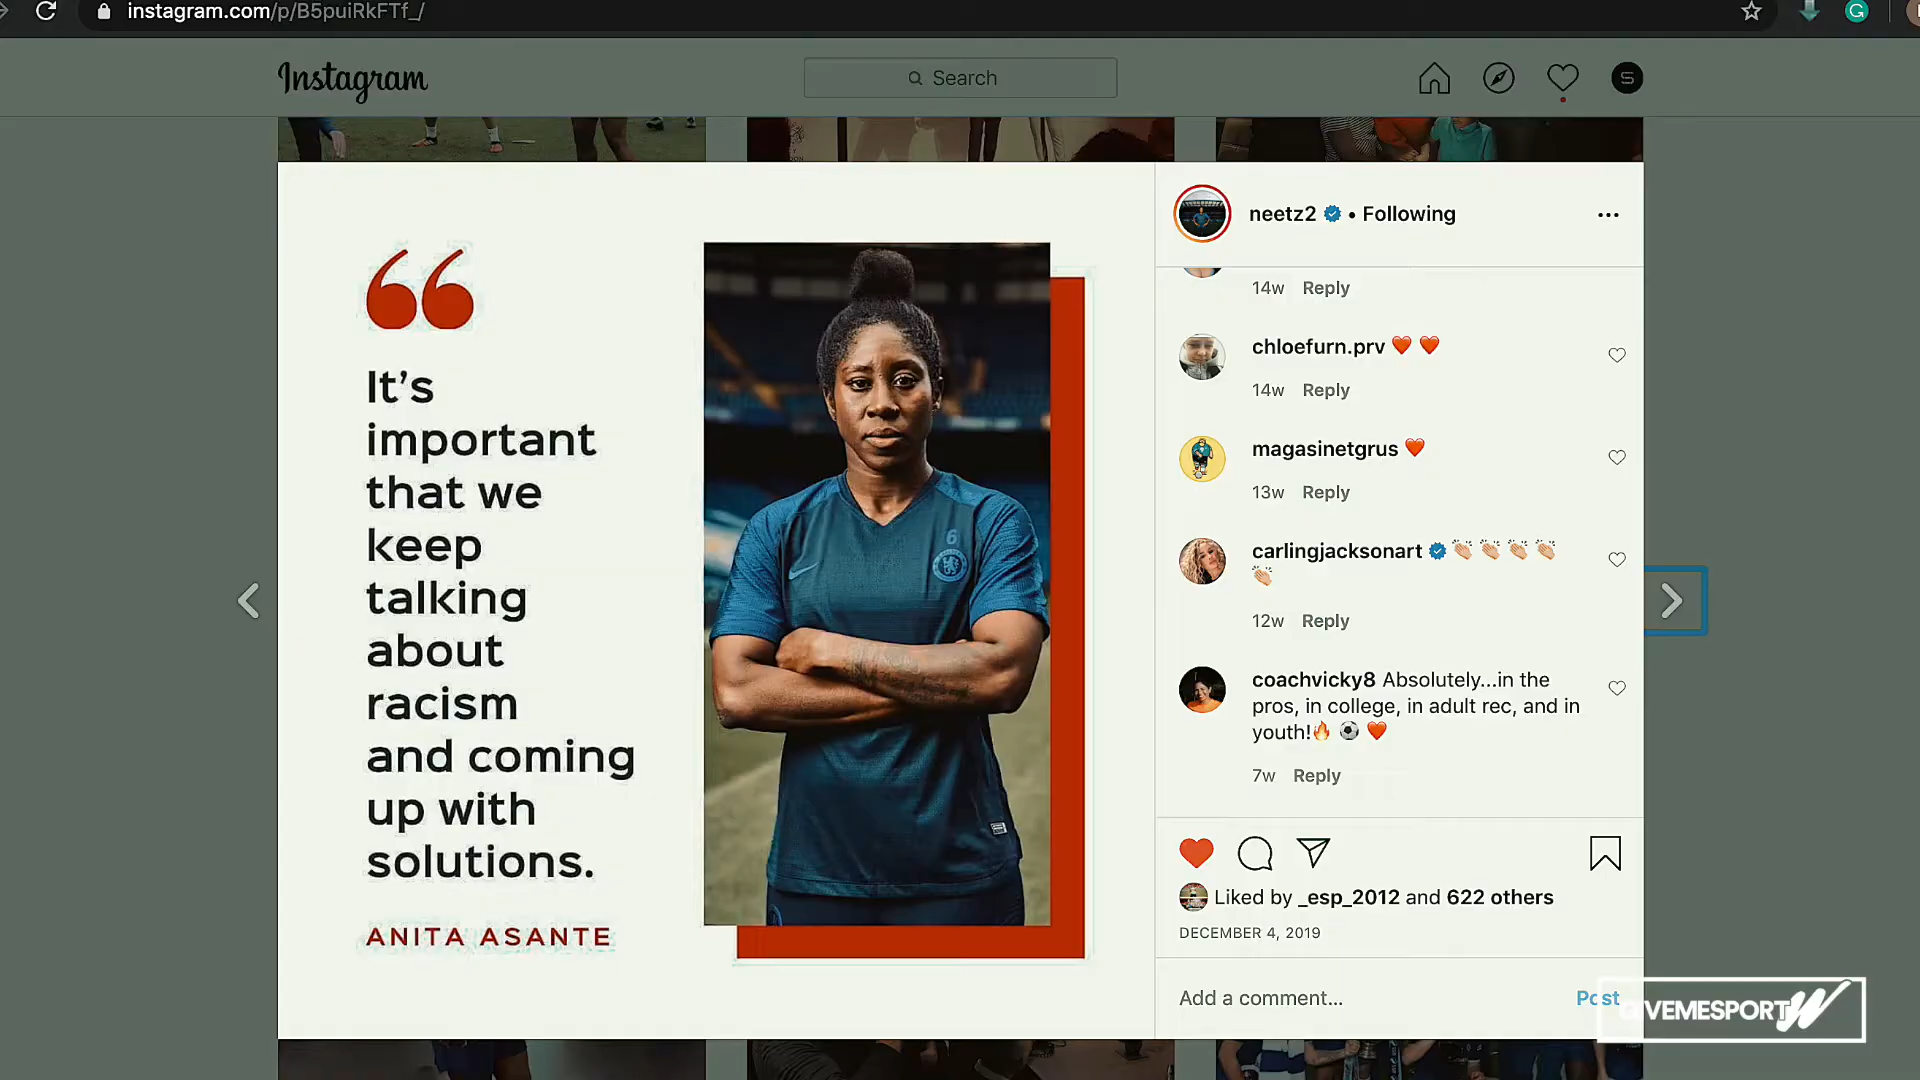 instagram.com/p/B5puiRkFTf_/
Instagram
Search
S
It's
important
that we
keep
talking
about
racism
and coming
up with
solutions.
ANITA ASANTE
6
neetz2 • Following
14w Reply
chloefurn.prv
14w Reply
magasinetgrus
13w Reply
carlingjacksonart
12w Reply
coachvicky8 Absolutely...in the
pros, in college, in adult rec, and in
youth!
7w Reply
Liked by _esp_2012 and 622 others
DECEMBER 4, 2019
Add a comment...
Post
GIVEMESPORT W